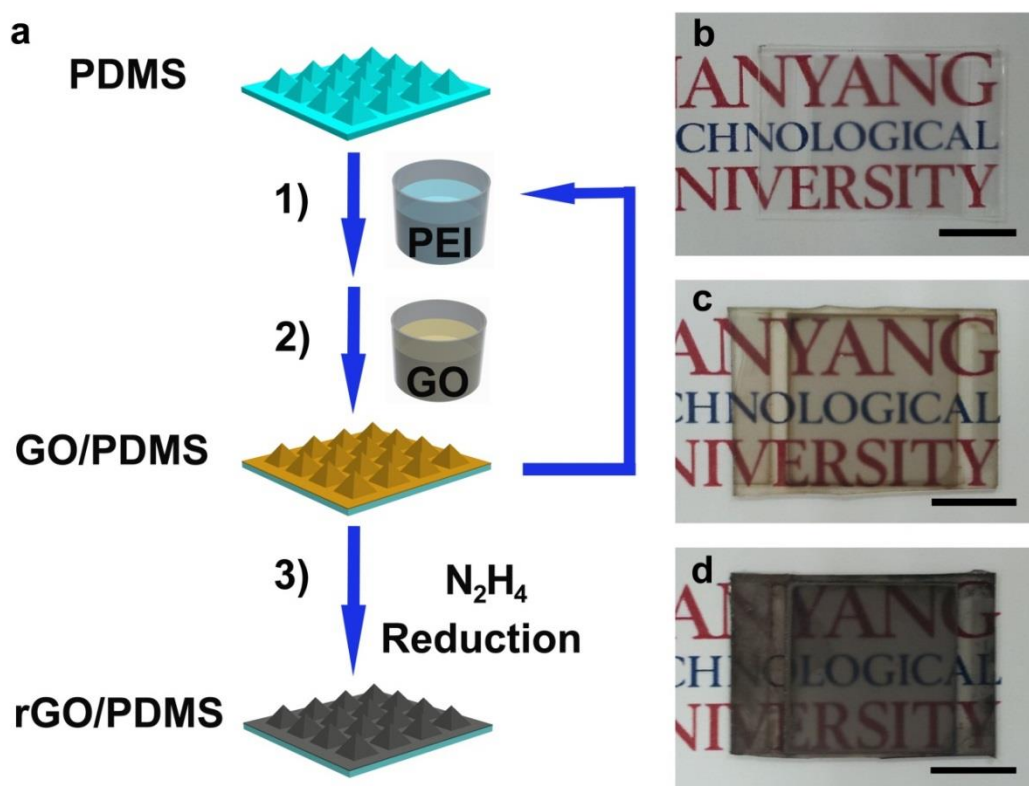 a
PDMS
1)
PEI
2)
GO
GO/PDMS
3)
N₂H₄
Reduction
rGO/PDMS
b
IANYANG
CHNOLOGICAL
NIVERSITY
c
ANYANG
CHNOLOGICAL
NIVERSITY
d
ANYANG
CHNOLOGICAL
NIVERSITY